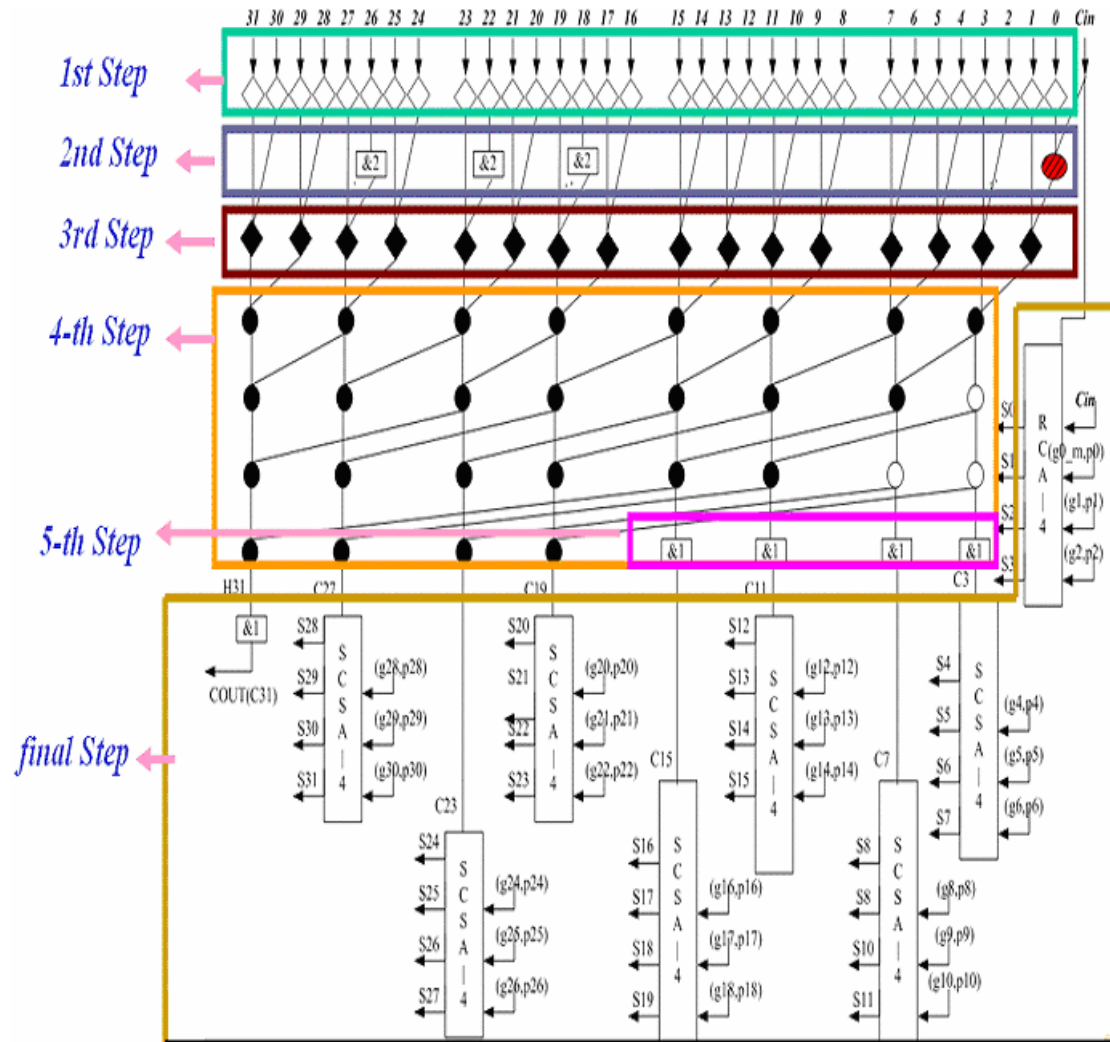 31 30 29 28 27 26 25 24 23 22 21 20 19 18 17 16 15 14 13 12 11 10 9 8 7 6 5 4 3 2 1 0 Cin
1st Step
2nd Step
&2 &2 &2
3rd Step
4-th Step
Cin
S0
R C A | 4
(g0_m,p0)
S1
(g1,p1)
S2
(g2,p2)
S3
5-th Step
&1 &1 &1 &1
H31 C27 C19 C11 C3
&1
COUT(C31)
S28
S29
S30
S31
S C S A | 4
(g28,p28)
(g29,p29)
(g30,p30)
S20
S21
S22
S23
S C S A | 4
(g20,p20)
(g21,p21)
(g22,p22)
S12
S13
S14
S15
S C S A | 4
(g12,p12)
(g13,p13)
(g14,p14)
S4
S5
S6
S7
S C S A | 4
(g4,p4)
(g5,p5)
(g6,p6)
final Step
C23
S24
S25
S26
S27
S C S A | 4
(g24,p24)
(g25,p25)
(g26,p26)
C15
S16
S17
S18
S19
S C S A | 4
(g16,p16)
(g17,p17)
(g18,p18)
C7
S8
S8
S10
S11
S C S A | 4
(g8,p8)
(g9,p9)
(g10,p10)